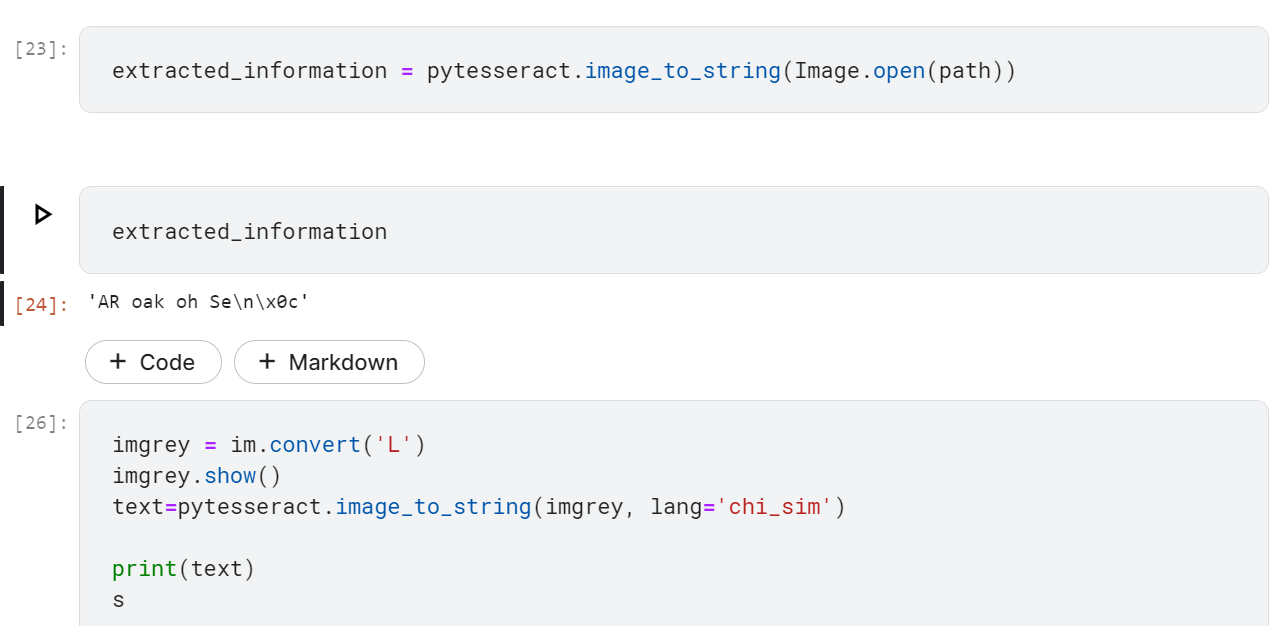 [23]:
extracted_information = pytesseract.image_to_string(Image.open(path))
extracted_information
[24]: 'AR oak oh Se\n\x0c'
+ Code + Markdown
[26]:
imgrey = im.convert('L')
imgrey.show()
text=pytesseract.image_to_string(imgrey, lang='chi_sim')
print(text)
s